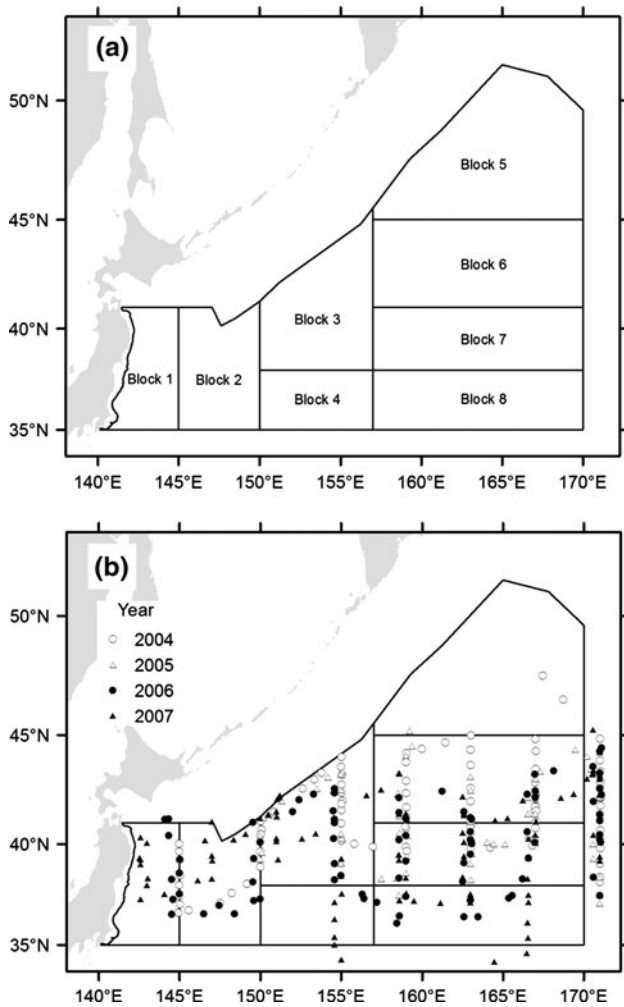 (a)
50°N
45°N
40°N
35°N
Block 5
Block 6
Block 3
Block 7
Block 1
Block 2
Block 4
Block 8
140°E 145°E 150°E 155°E 160°E 165°E 170°E
(b)
Year
2004
2005
2006
2007
50°N
45°N
40°N
35°N
140°E 145°E 150°E 155°E 160°E 165°E 170°E